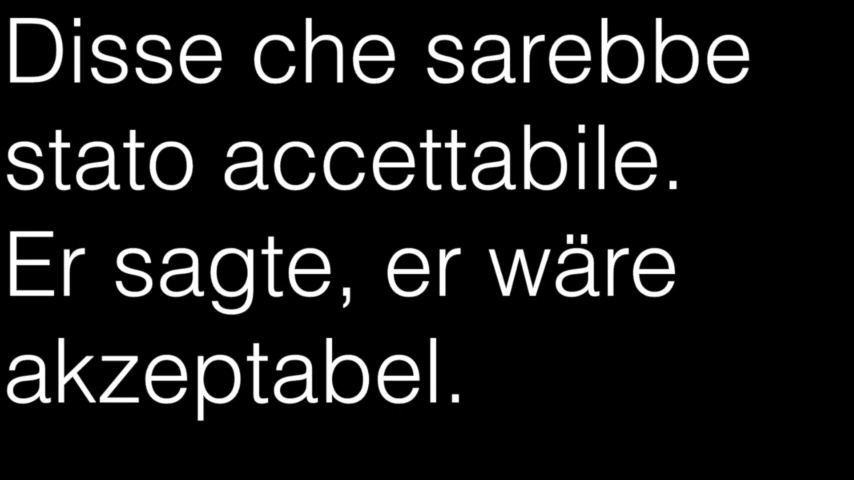 Disse che sarebbe
stato accettabile.
Er sagte, er wäre
akzeptabel.